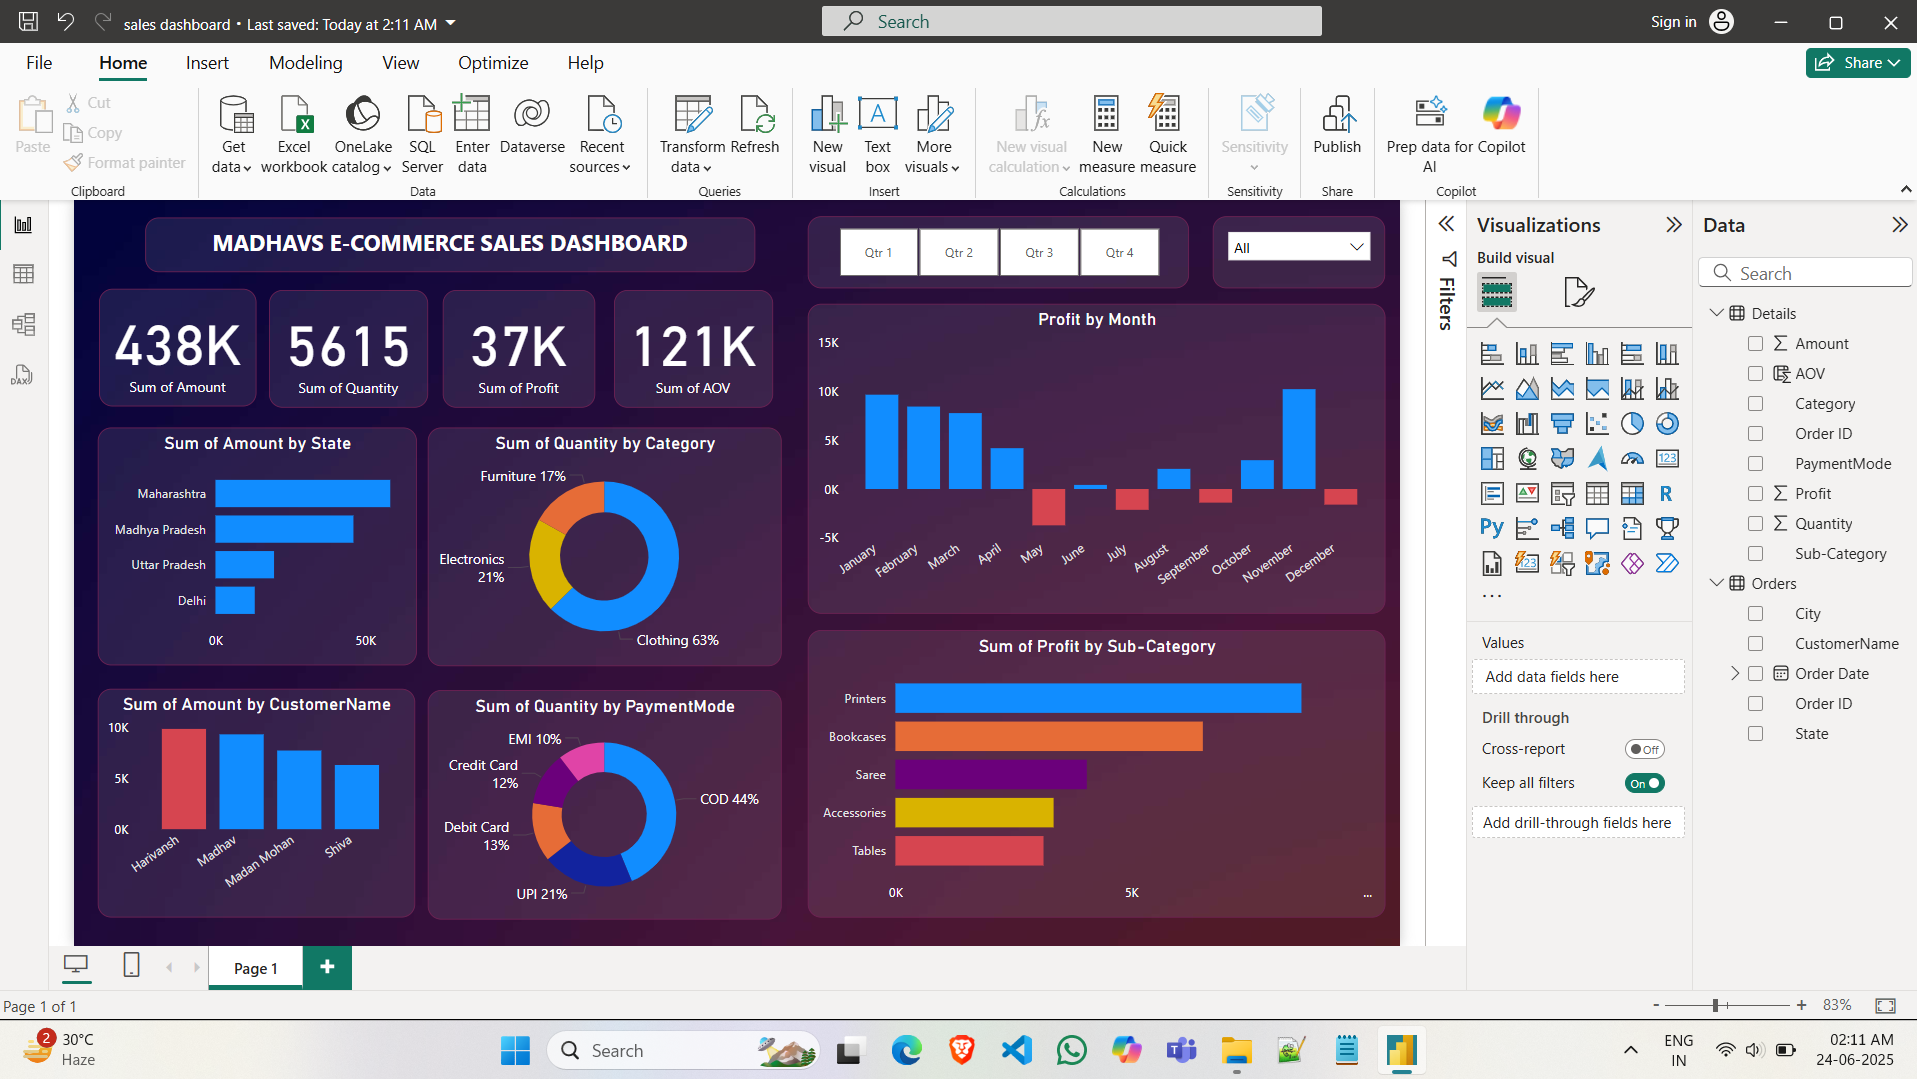 sales dashboard • Last saved: Today at 2:11 AM
Search
Sign in
File
Home
Insert
Modeling
View
Optimize
Help
Share
Paste
Cut
Copy
Format painter
Clipboard
Get data
Excel workbook
OneLake catalog
SQL Server
Enter data
Dataverse
Recent sources
Data
Transform data
Refresh
Queries
New visual
Text box
More visuals
Insert
New visual calculation
New measure
Quick measure
Calculations
Sensitivity
Sensitivity
Publish
Share
Prep data for AI
Copilot
Copilot
MADHAVS E-COMMERCE SALES DASHBOARD
Qtr 1
Qtr 2
Qtr 3
Qtr 4
All
438K
Sum of Amount
5615
Sum of Quantity
37K
Sum of Profit
121K
Sum of AOV
Sum of Amount by State
Maharashtra
Madhya Pradesh
Uttar Pradesh
Delhi
0K
50K
Sum of Quantity by Category
Furniture 17%
Electronics
21%
Clothing 63%
Profit by Month
15K
10K
5K
0K
-5K
January
February
March
April
May
June
July
August
September
October
November
December
Sum of Amount by CustomerName
10K
5K
0K
Harivansh
Madhav
Madan Mohan
Shiva
Sum of Quantity by PaymentMode
EMI 10%
Credit Card
12%
Debit Card
13%
UPI 21%
COD 44%
Sum of Profit by Sub-Category
Printers
Bookcases
Saree
Accessories
Tables
0K
5K
...
Filters
Visualizations
Build visual
123
R
Py
123
...
Values
Add data fields here
Drill through
Cross-report
Off
Keep all filters
On
Add drill-through fields here
Data
Search
Details
Amount
AOV
Category
Order ID
PaymentMode
Profit
Quantity
Sub-Category
Orders
City
CustomerName
Order Date
Order ID
State
DAX
Page 1
+
Page 1 of 1
- + 83%
2
30°C
Haze
Search
ENG
IN
02:11 AM
24-06-2025